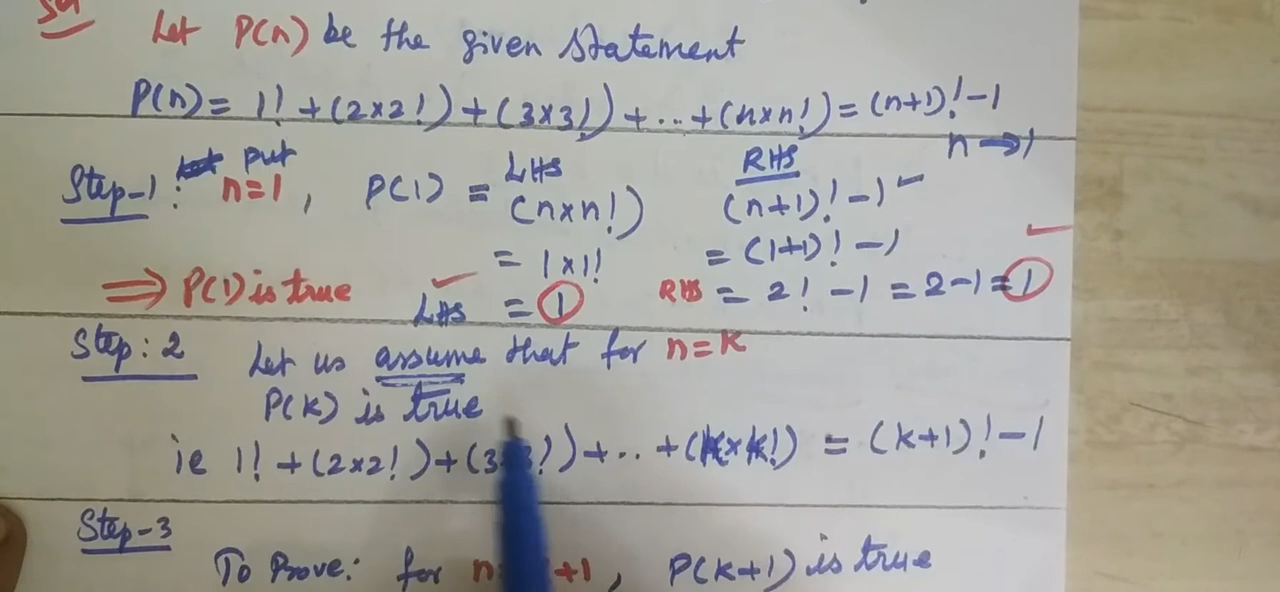 Sol
Let P(n) be the given statement
P(n) = 1! + (2×2!) + (3×3!) + ... + (n×n!) = (n+1)! - 1
n → 1
Step-1: put n=1, P(1) = LHS RHS
(n×n!) (n+1)! - 1
= 1×1! = (1+1)! - 1
⇒ P(1) is true LHS = 1 RHS = 2! - 1 = 2-1 = 1
Step: 2 Let us assume that for n=k
P(k) is true
ie 1! + (2×2!) + (3 3!) + .. + (k×k!) = (k+1)! - 1
Step-3
To Prove: for n +1, P(k+1) is true